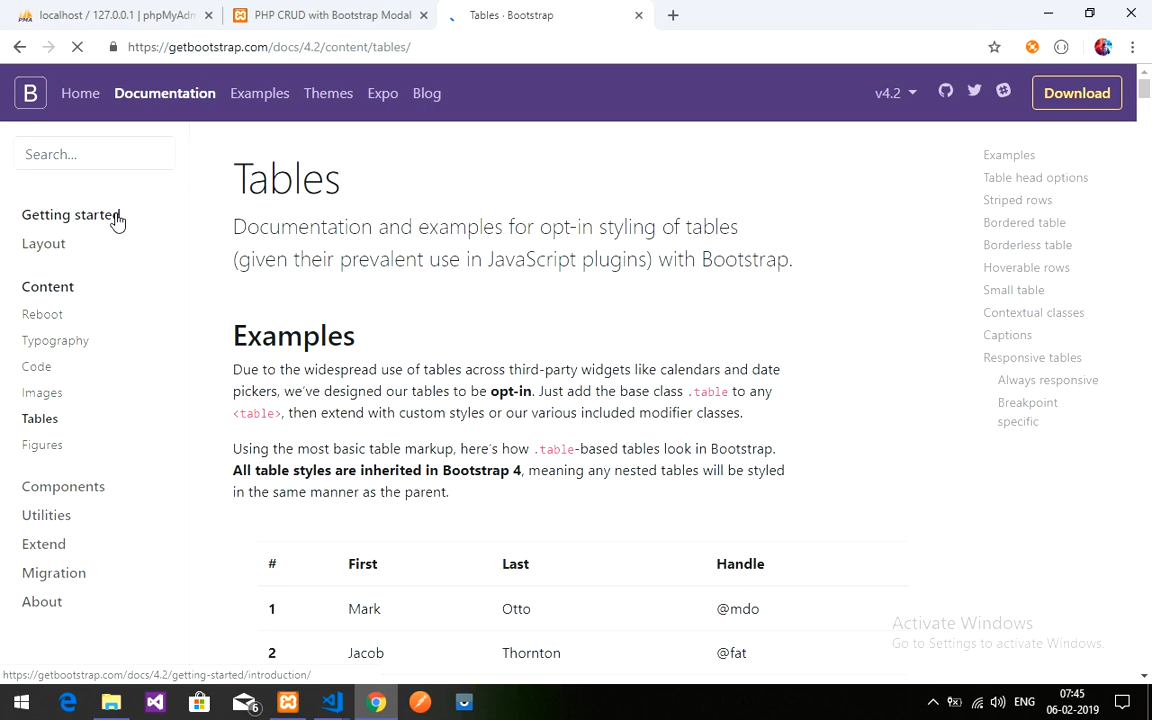 localhost / 127.0.0.1 | phpMyAdm
PHP CRUD with Bootstrap Modal
Tables · Bootstrap
https://getbootstrap.com/docs/4.2/content/tables/
B
Home
Documentation
Examples
Themes
Expo
Blog
v4.2
Download
Search...
Getting started
Layout
Content
Reboot
Typography
Code
Images
Tables
Figures
Components
Utilities
Extend
Migration
About
Tables
Documentation and examples for opt-in styling of tables
(given their prevalent use in JavaScript plugins) with Bootstrap.
Examples
Due to the widespread use of tables across third-party widgets like calendars and date
pickers, we've designed our tables to be opt-in. Just add the base class .table to any
<table>, then extend with custom styles or our various included modifier classes.
Using the most basic table markup, here's how .table-based tables look in Bootstrap.
All table styles are inherited in Bootstrap 4, meaning any nested tables will be styled
in the same manner as the parent.
# First Last Handle
1 Mark Otto @mdo
2 Jacob Thornton @fat
Examples
Table head options
Striped rows
Bordered table
Borderless table
Hoverable rows
Small table
Contextual classes
Captions
Responsive tables
Always responsive
Breakpoint
specific
Activate Windows
Go to Settings to activate Windows.
https://getbootstrap.com/docs/4.2/getting-started/introduction/
6
ENG
07:45
06-02-2019